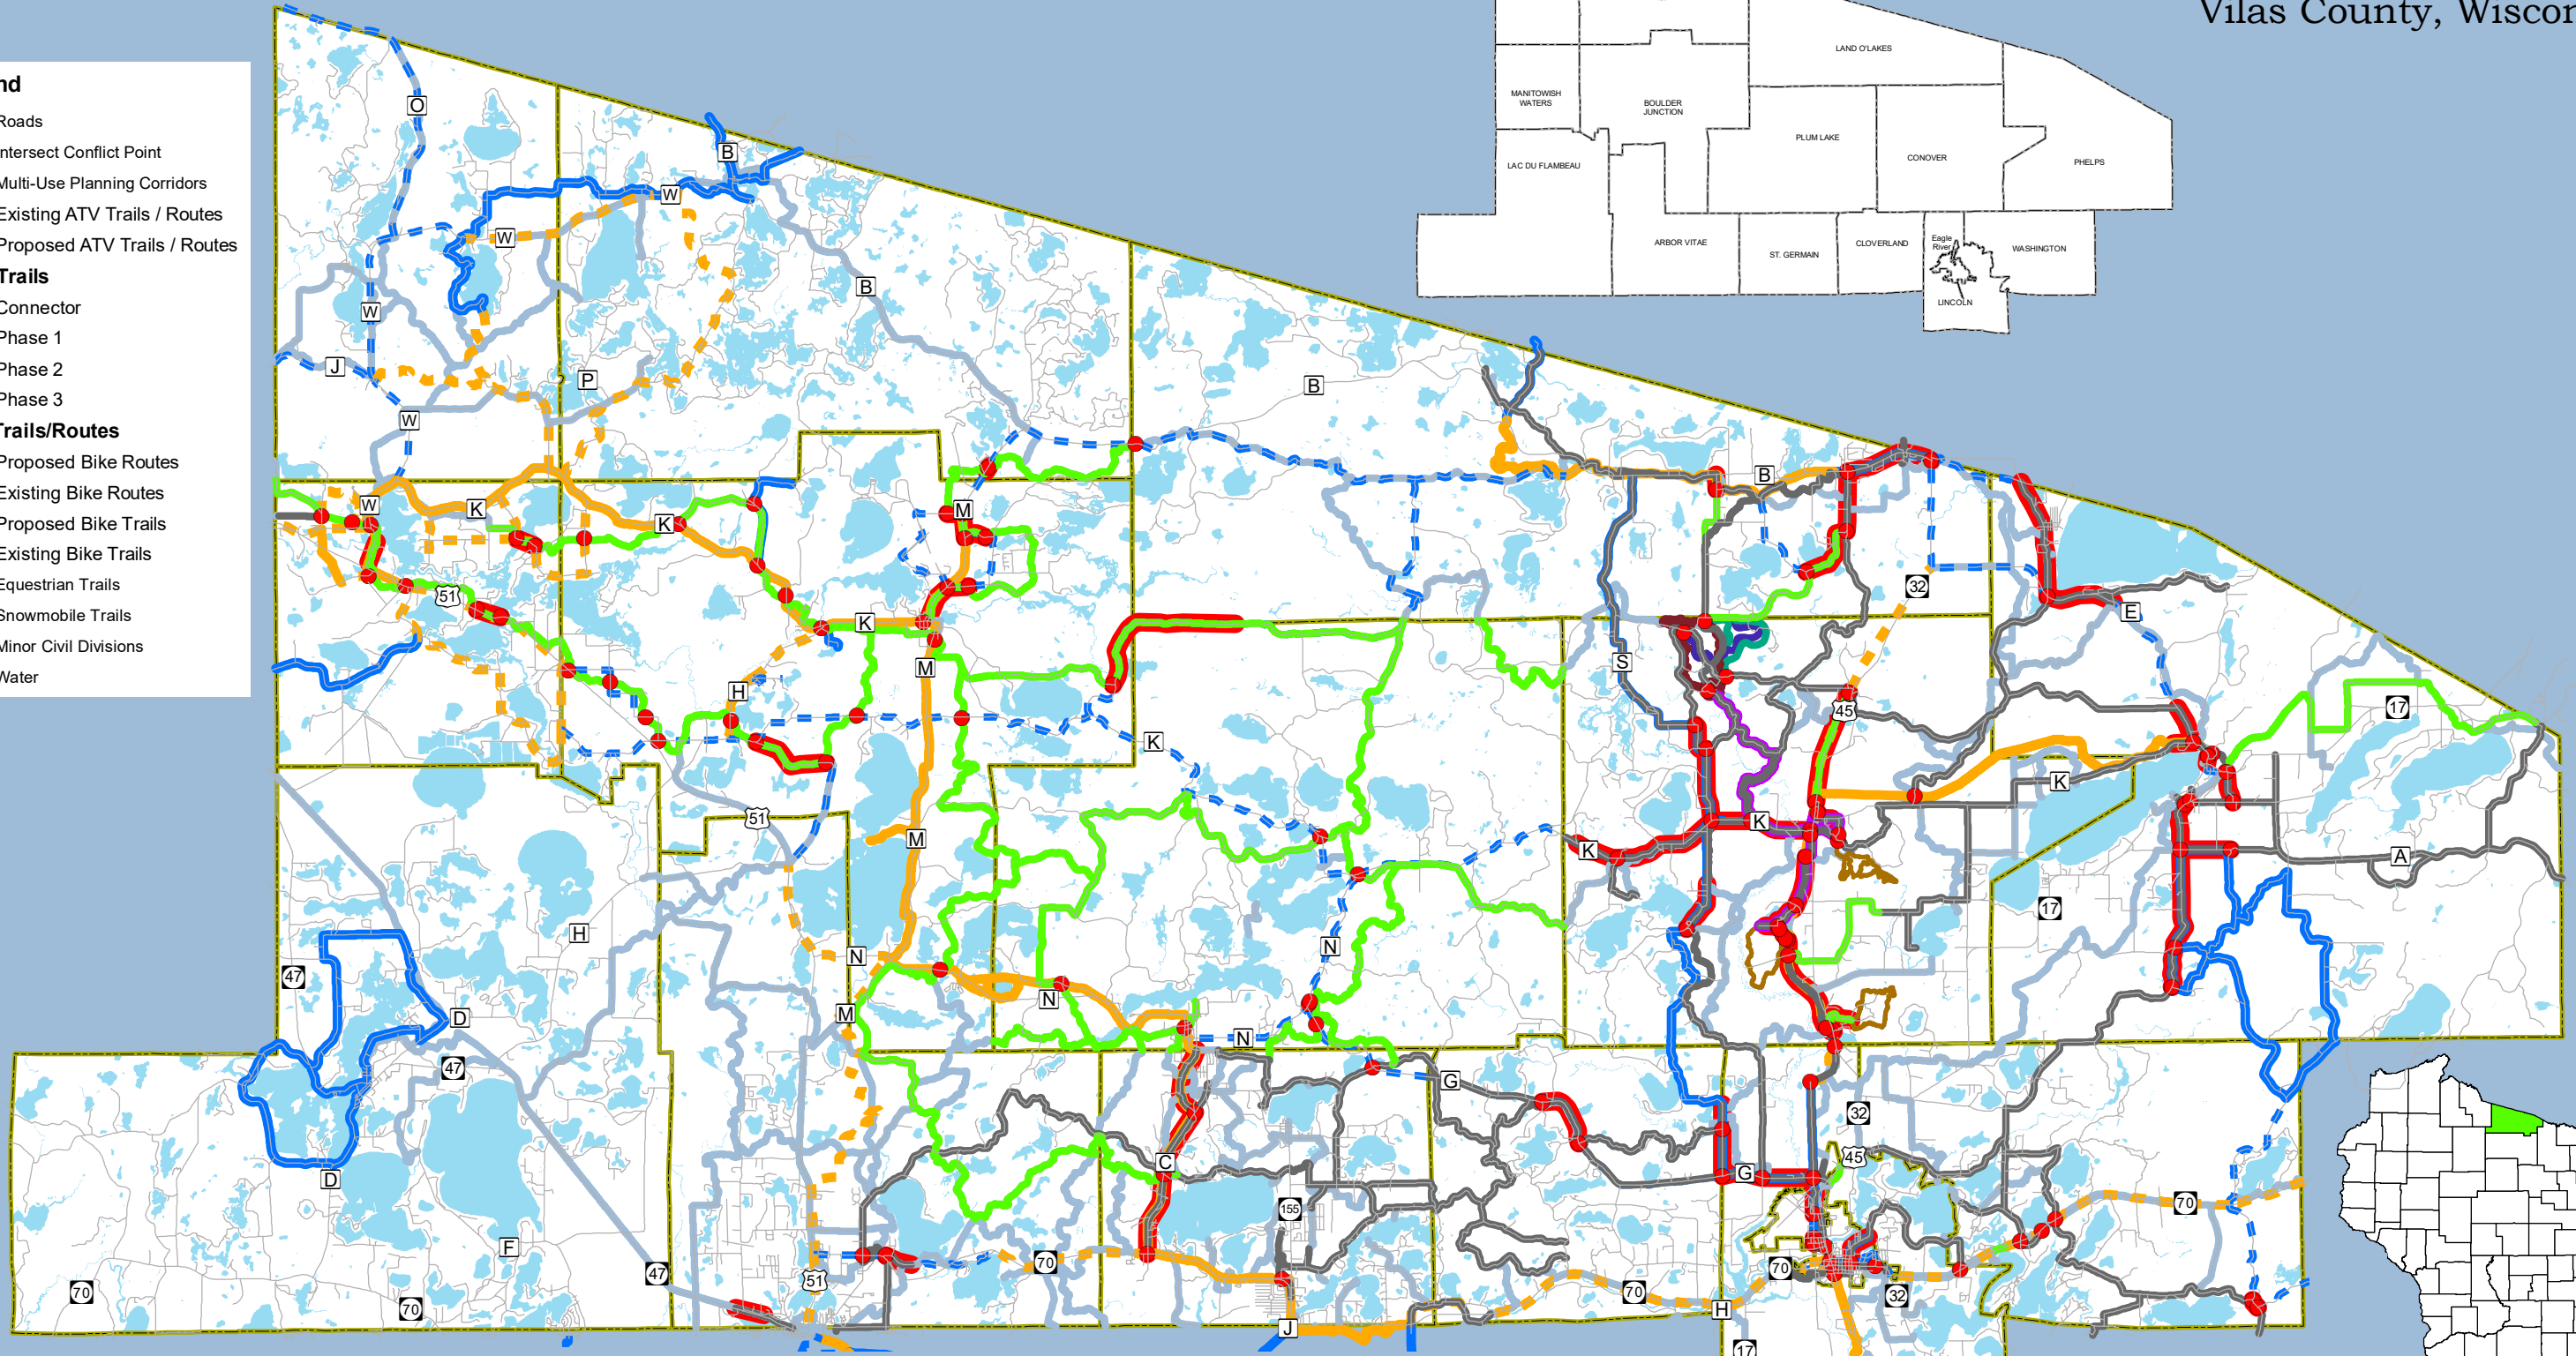 Vilas County, Wiscon
nd
Roads
Intersect Conflict Point
Multi-Use Planning Corridors
Existing ATV Trails / Routes
Proposed ATV Trails / Routes
Trails
Connector
Phase 1
Phase 2
Phase 3
Trails/Routes
Proposed Bike Routes
Existing Bike Routes
Proposed Bike Trails
Existing Bike Trails
Equestrian Trails
Snowmobile Trails
Minor Civil Divisions
Water
LAND O'LAKES
MANITOWISH
WATERS
BOULDER
JUNCTION
PLUM LAKE
CONOVER
PHELPS
LAC DU FLAMBEAU
ARBOR VITAE
ST. GERMAIN
CLOVERLAND
Eagle
River
WASHINGTON
LINCOLN
O
B
W
W
B
W
J
P
B
W
B
W
K
K
M
51
32
E
K
M
S
H
45
17
K
K
51
M
K
K
A
17
H
N
N
47
N
M
D
N
47
G
32
45
C
G
D
70
155
F
70
47
51
70
70
32
70
70
H
J
17